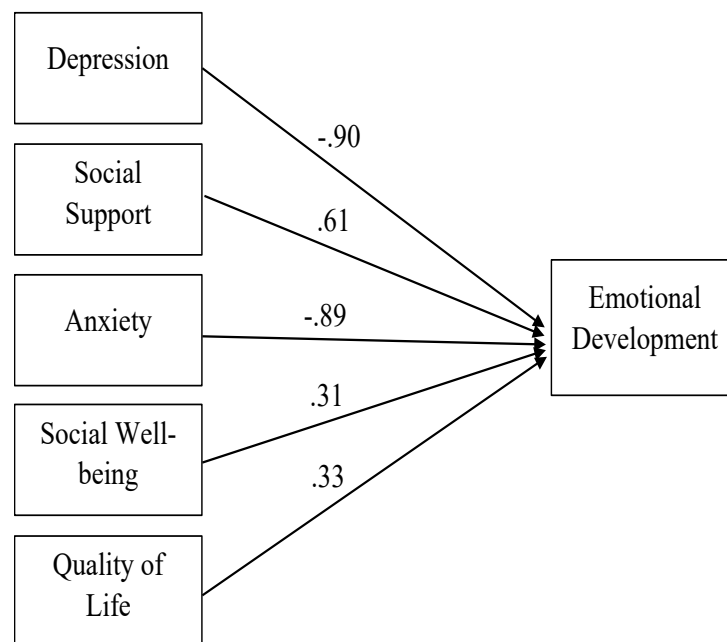 Depression
-.90
Social
Support
.61
Anxiety
-.89
Emotional
Development
Social Well-
being
.31
Quality of
Life
.33